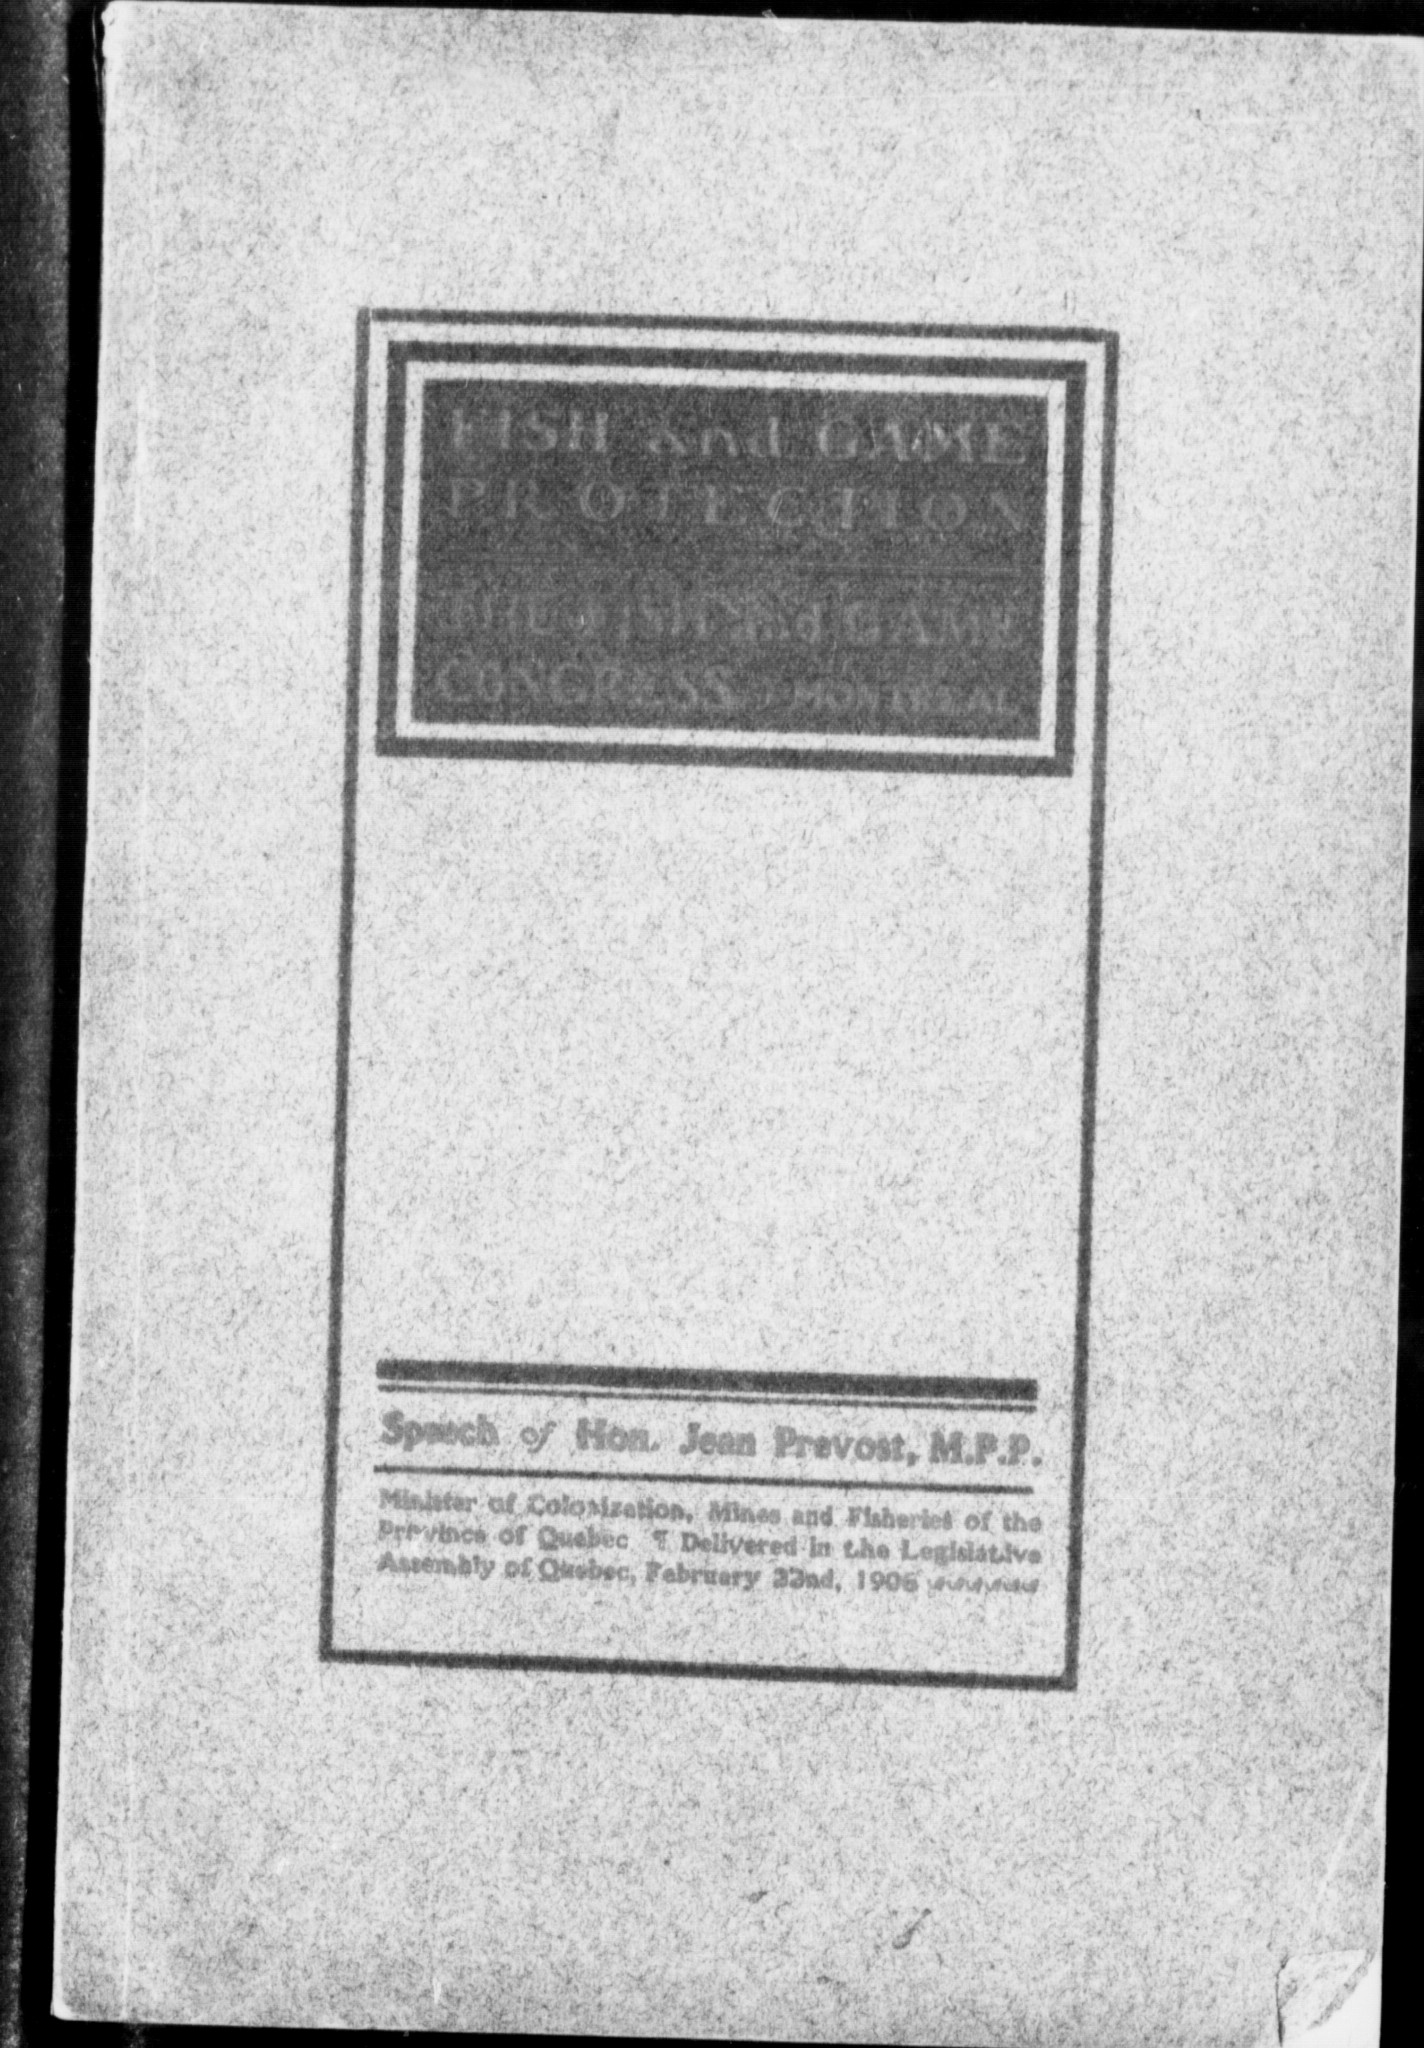 FISH and GAME
PROTECTION
THE FISH and GAME
CONGRESS, MONTREAL
Speech of Hon. Jean Prevost, M.P.P.
Minister of Colonization, Mines and Fisheries of the
Province of Quebec ¶ Delivered in the Legislative
Assembly of Quebec, February 22nd, 1906